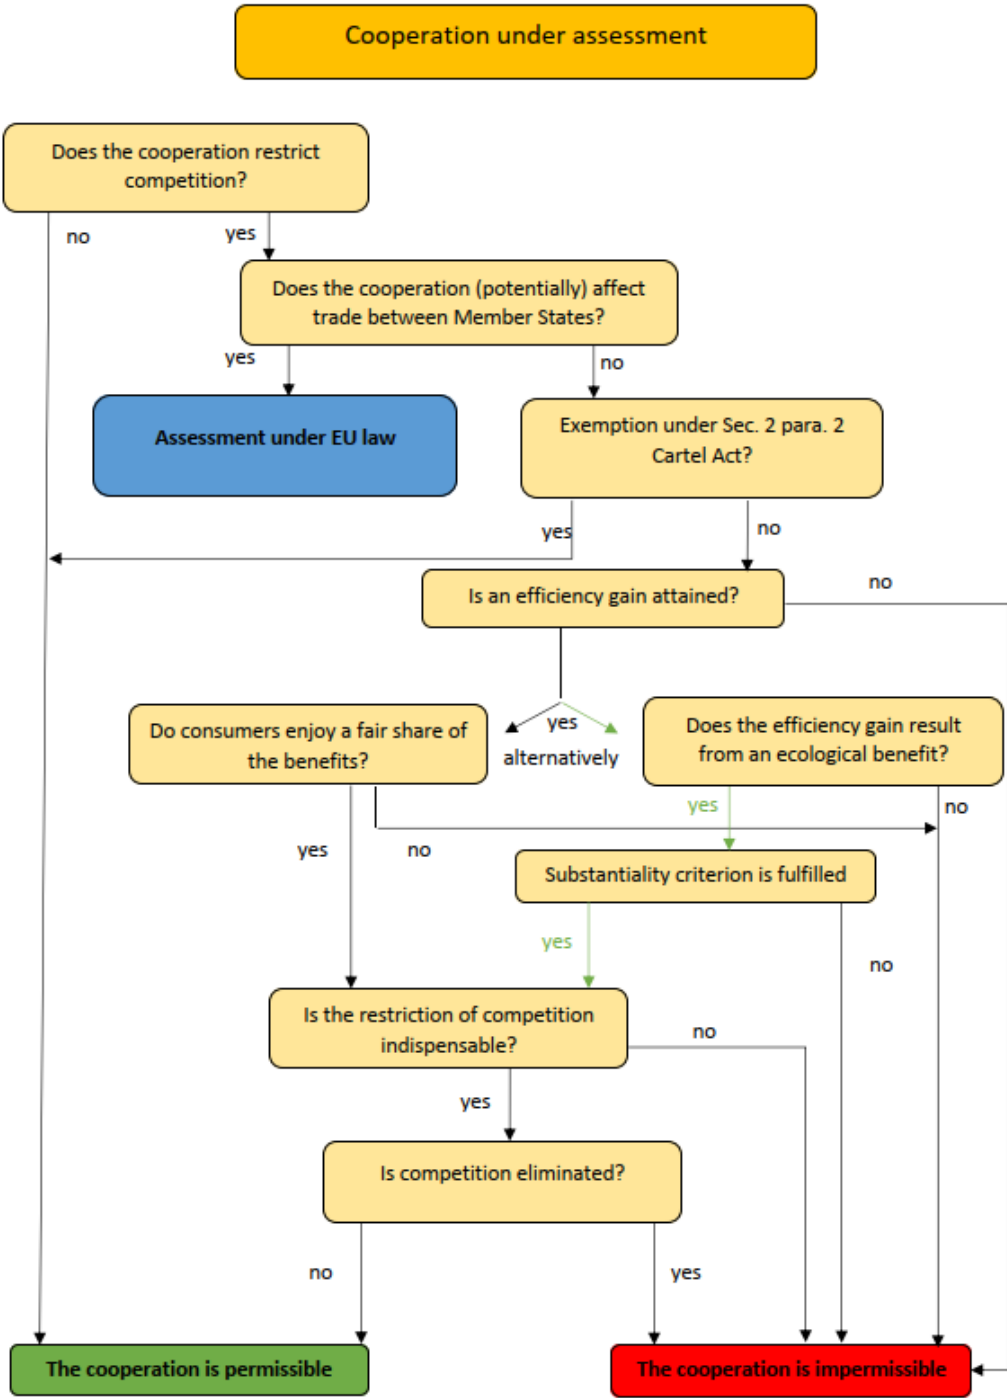 Cooperation under assessment
Does the cooperation restrict
competition?
no
yes
Does the cooperation (potentially) affect
trade between Member States?
yes
no
Assessment under EU law
Exemption under Sec. 2 para. 2
Cartel Act?
yes
no
Is an efficiency gain attained?
no
Do consumers enjoy a fair share of
the benefits?
yes
alternatively
Does the efficiency gain result
from an ecological benefit?
yes
no
yes
no
Substantiality criterion is fulfilled
yes
no
Is the restriction of competition
indispensable?
no
yes
Is competition eliminated?
no
yes
The cooperation is permissible
The cooperation is impermissible